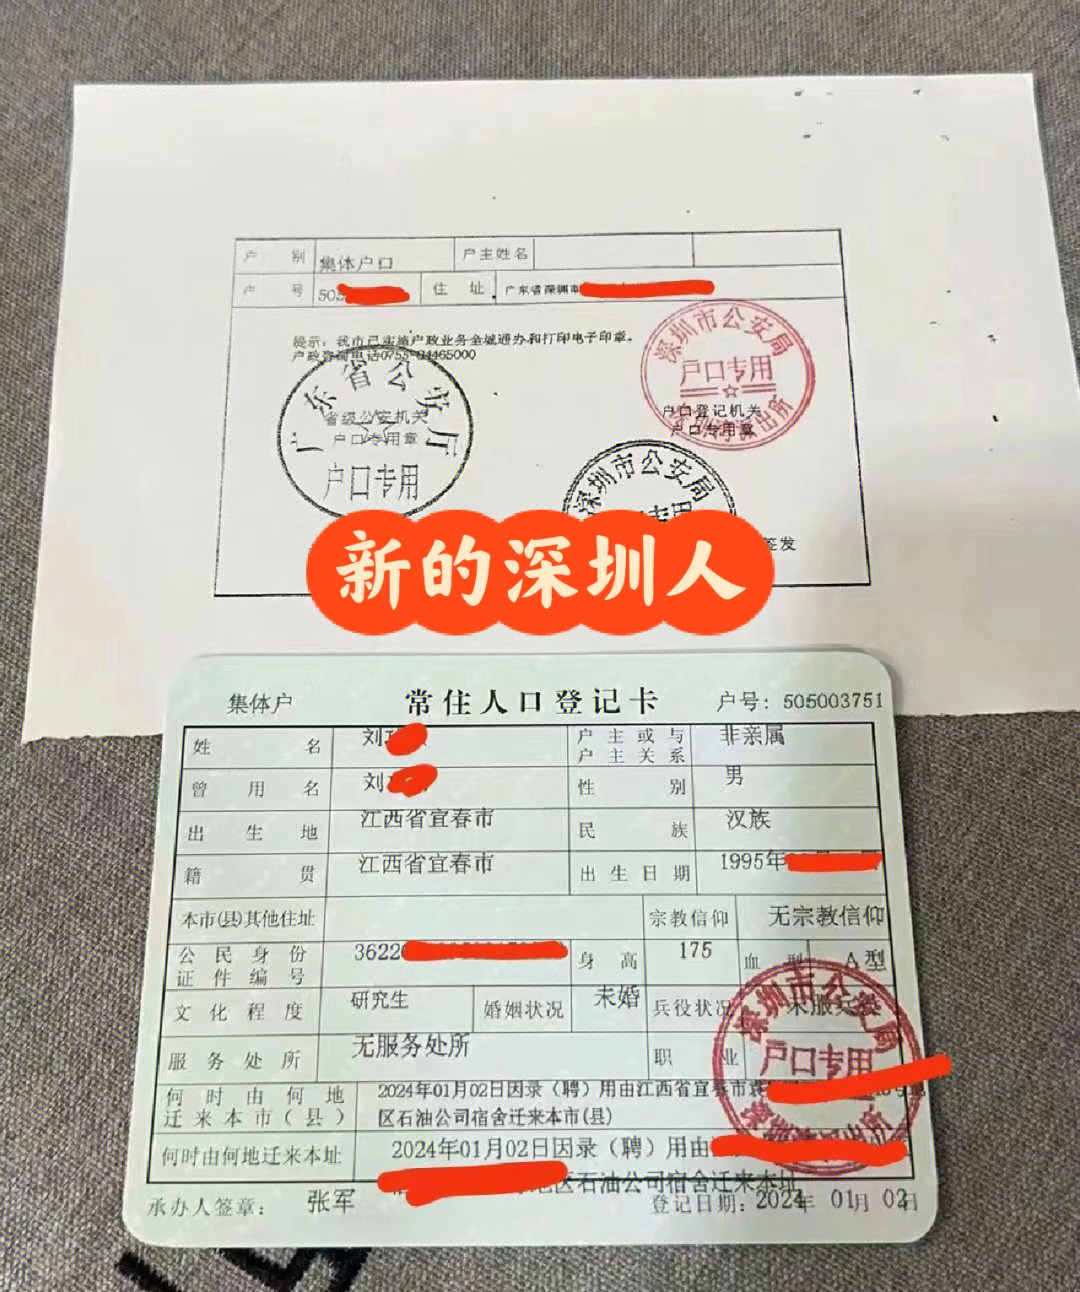 户别 集体户口 户主姓名
户号 505 住址 广东省深圳市
提示：我市已实施户政业务全城通办和打印电子印章。
户政咨询电话0755-84465000
广东省公安厅
省级公安机关
户口专用章
户口专用
深圳市公安局
户口专用
户口登记机关
户口专用章
派出所
深圳市公安局
签发
新的深圳人
集体户 常住人口登记卡 户号：505003751
姓名 刘 户主或与户主关系 非亲属
曾用名 刘 性别 男
出生地 江西省宜春市 民族 汉族
籍贯 江西省宜春市 出生日期 1995年
本市(县)其他住址 宗教信仰 无宗教信仰
公民身份证件编号 36220 身高 175 血型 A型
文化程度 研究生 婚姻状况 未婚 兵役状况 未服兵役
服务处所 无服务处所 职业
何时由何地迁来本市(县) 2024年01月02日因录（聘）用由江西省宜春市
区石油公司宿舍迁来本市(县)
何时由何地迁来本址 2024年01月02日因录（聘）用由
区石油公司宿舍迁来本址
深圳市公安局
户口专用
派出所
承办人签章： 张军 登记日期：2024年01月02日